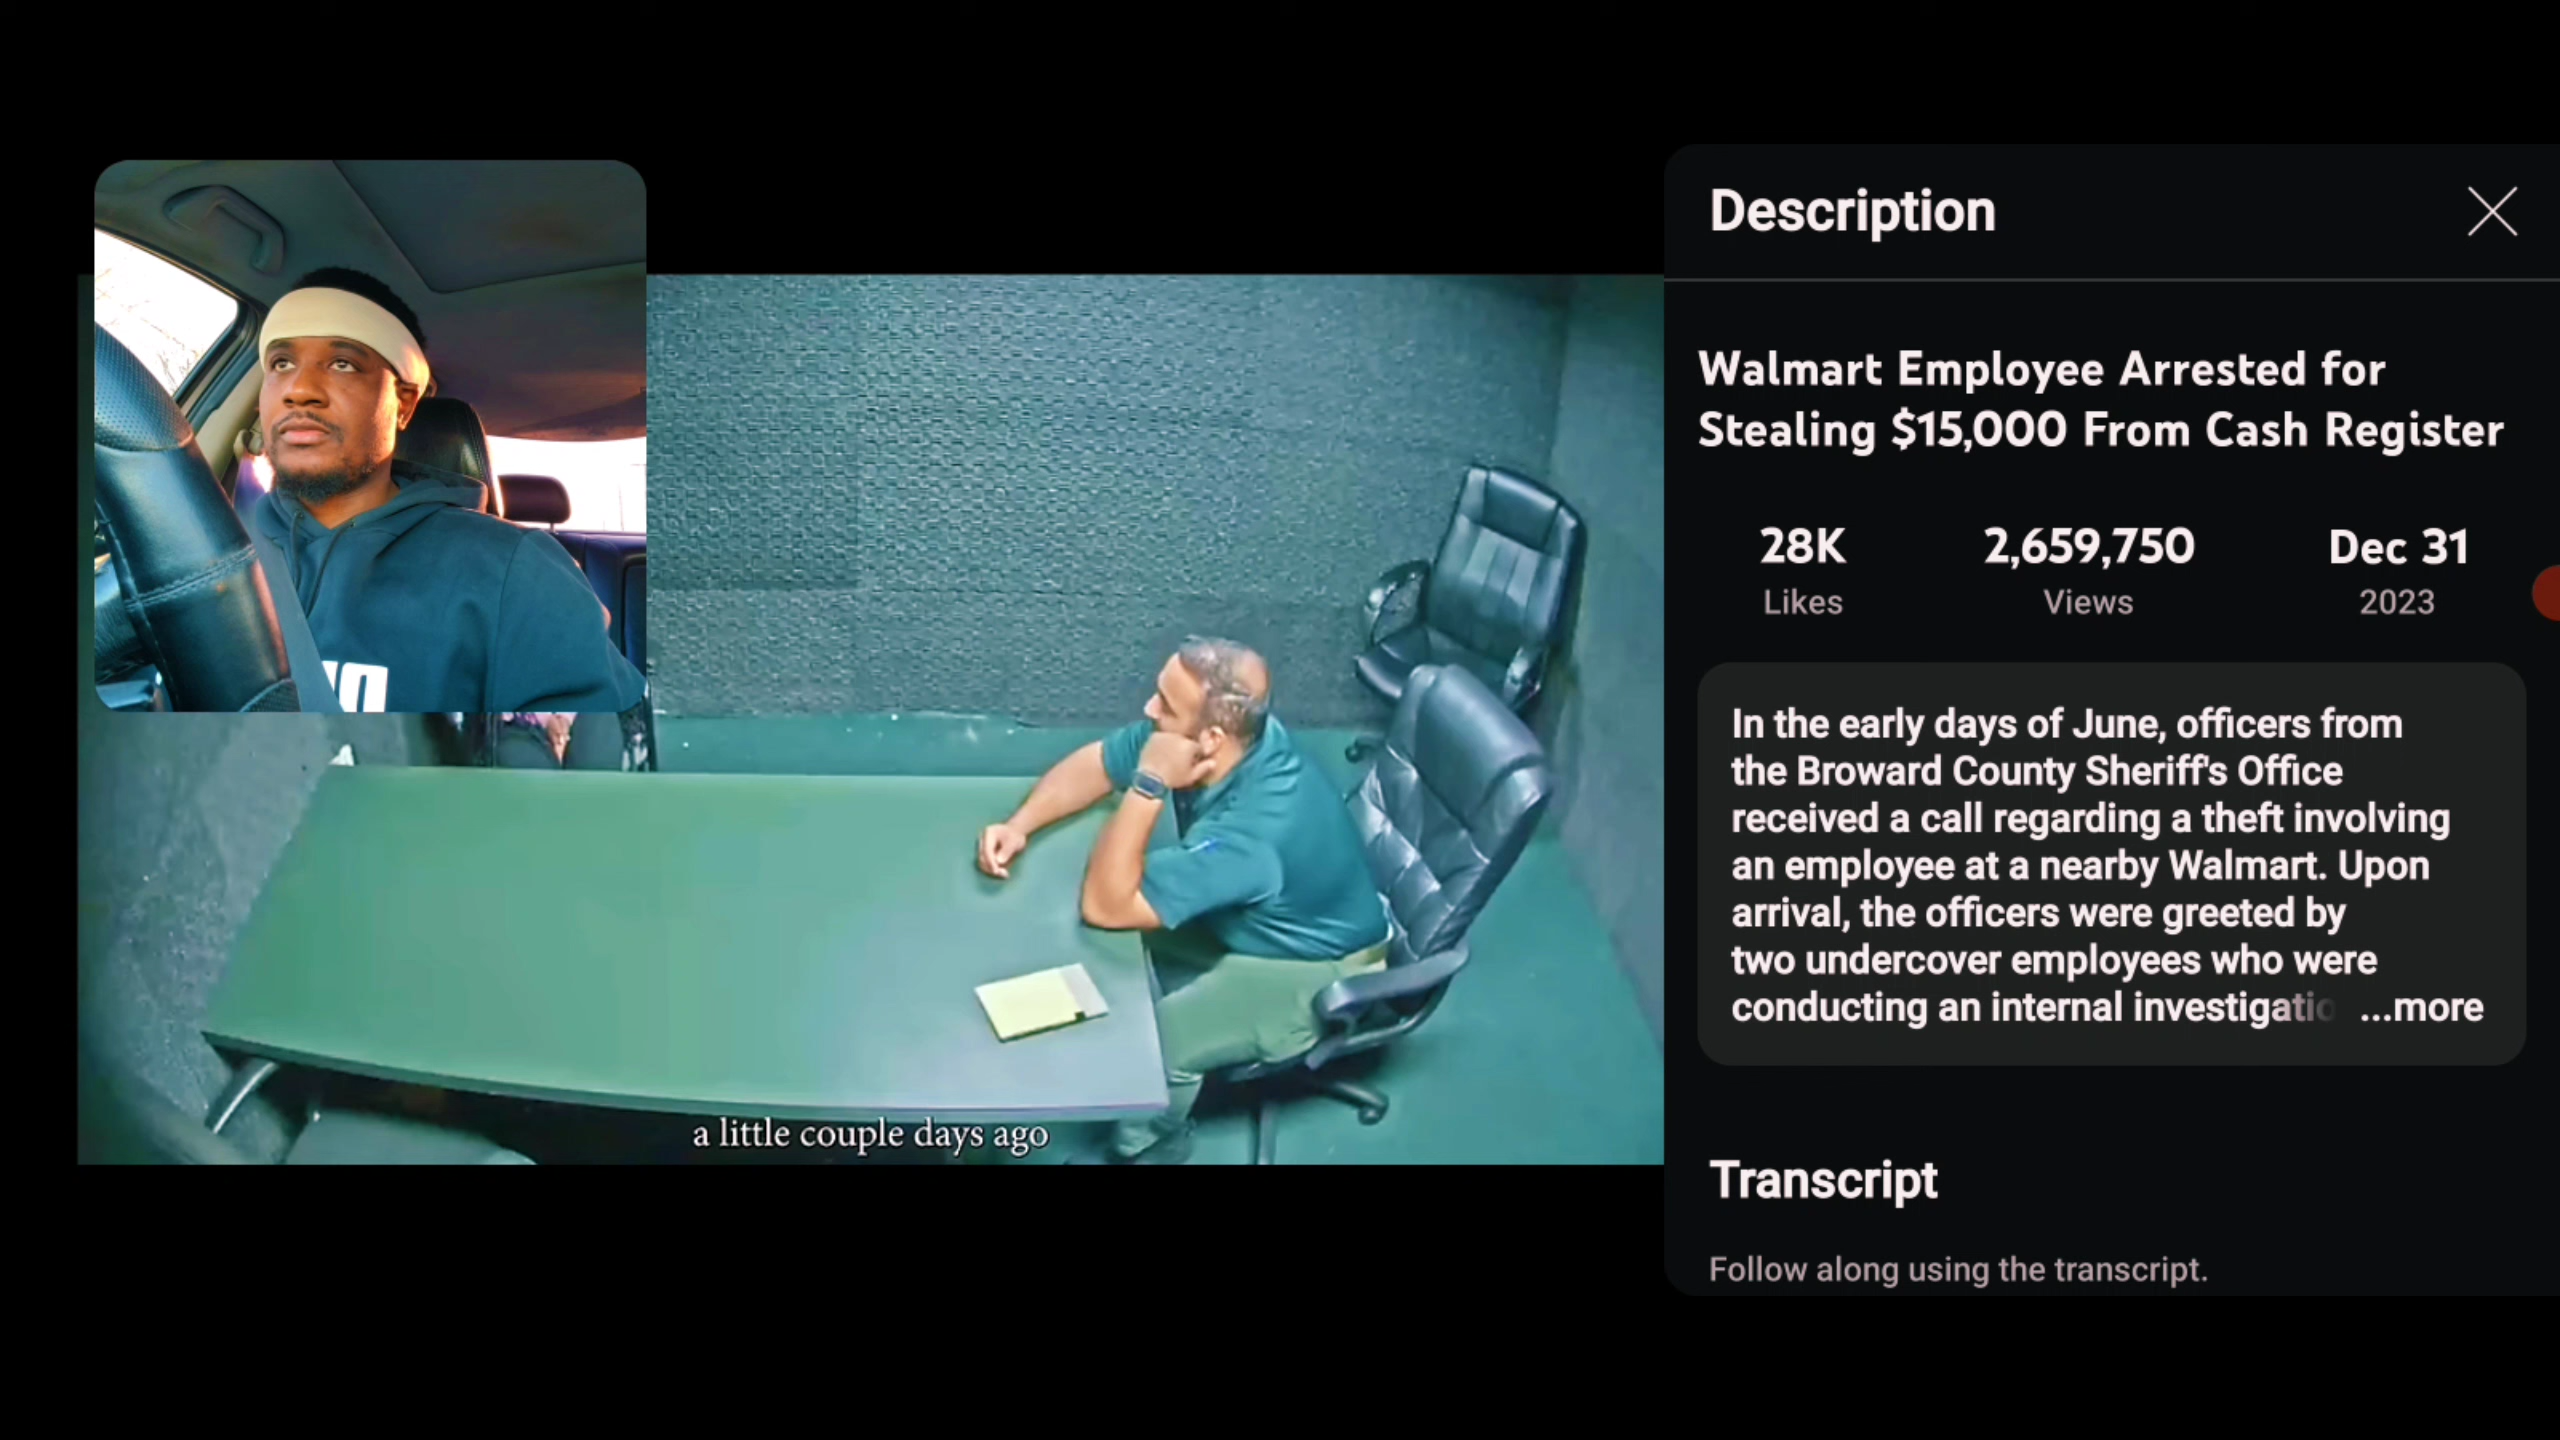 Description
Walmart Employee Arrested for
Stealing $15,000 From Cash Register
28K
2,659,750
Dec 31
Likes
Views
2023
In the early days of June, officers from
the Broward County Sheriff's Office
received a call regarding a theft involving
an employee at a nearby Walmart. Upon
arrival, the officers were greeted by
two undercover employees who were
conducting an internal investigatio ...more
Transcript
Follow along using the transcript.
a little couple days ago